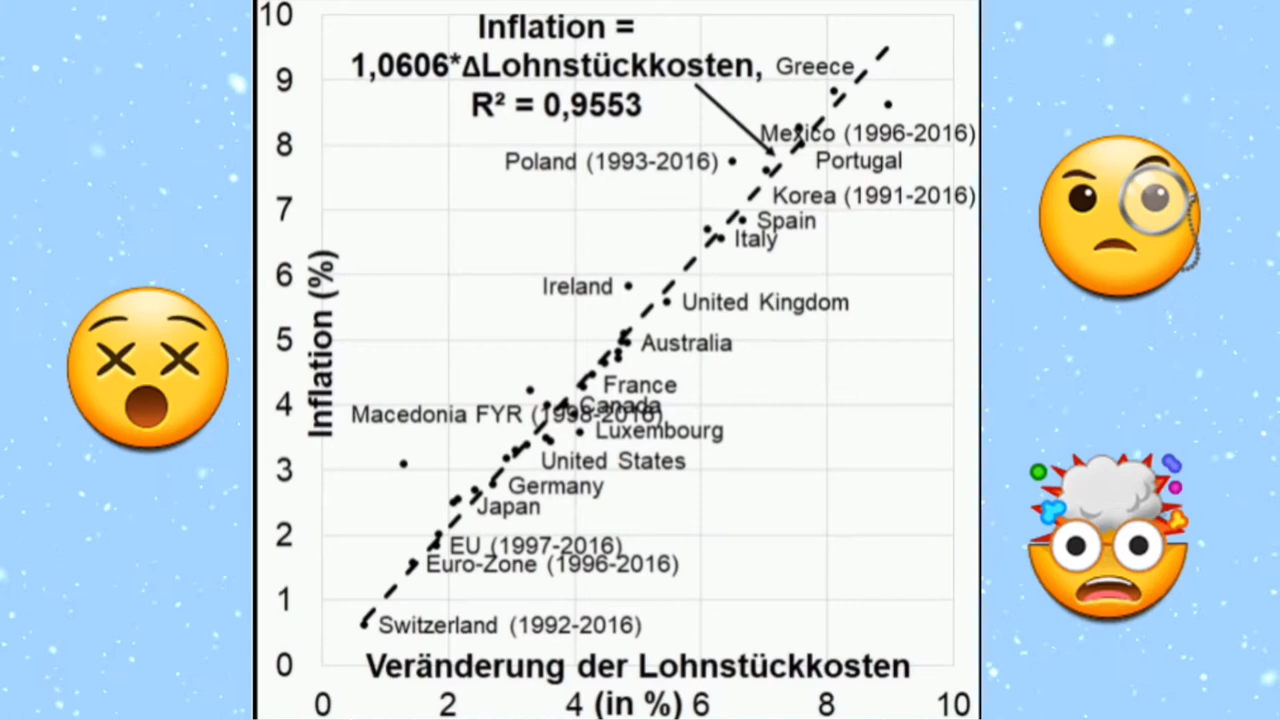 10
Inflation =
1,0606*ΔLohnstückkosten,
R² = 0,9553
Greece
9
Mexico (1996-2016)
8
Poland (1993-2016)
Portugal
Korea (1991-2016)
7
Spain
Italy
6
Ireland
United Kingdom
5
Australia
France
4
Canada
Macedonia FYR (1998-2016)
Luxembourg
3
United States
Germany
Japan
2
EU (1997-2016)
Euro-Zone (1996-2016)
1
Switzerland (1992-2016)
0
Inflation (%)
Veränderung der Lohnstückkosten
(in %)
0 2 4 6 8 10